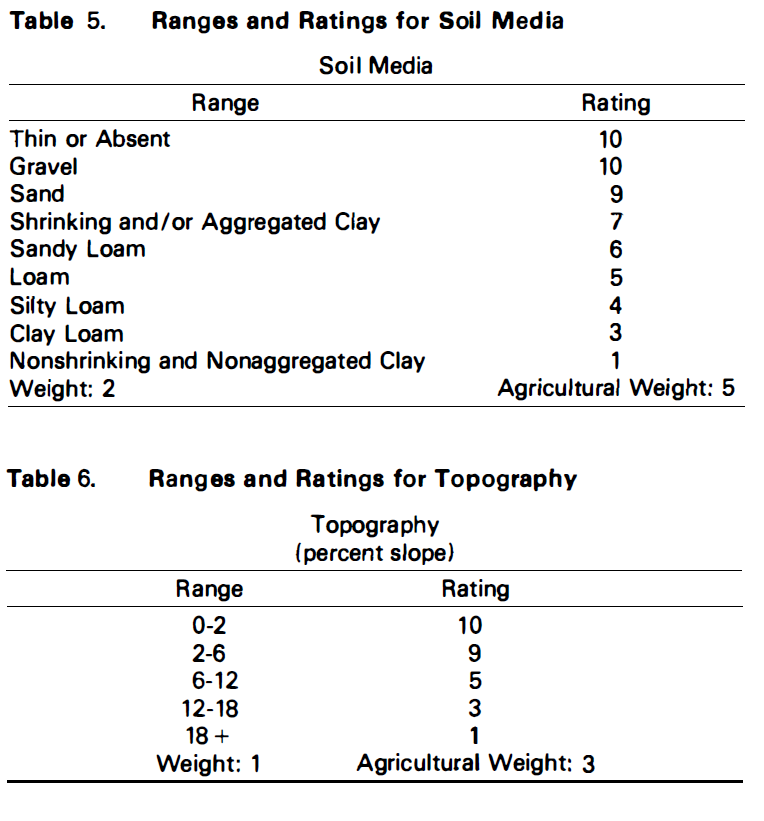 Table 5. Ranges and Ratings for Soil Media
Soil Media
Range Rating
Thin or Absent 10
Gravel 10
Sand 9
Shrinking and/or Aggregated Clay 7
Sandy Loam 6
Loam 5
Silty Loam 4
Clay Loam 3
Nonshrinking and Nonaggregated Clay 1
Weight: 2 Agricultural Weight: 5
Table 6. Ranges and Ratings for Topography
Topography
(percent slope)
Range Rating
0-2 10
2-6 9
6-12 5
12-18 3
18+ 1
Weight: 1 Agricultural Weight: 3